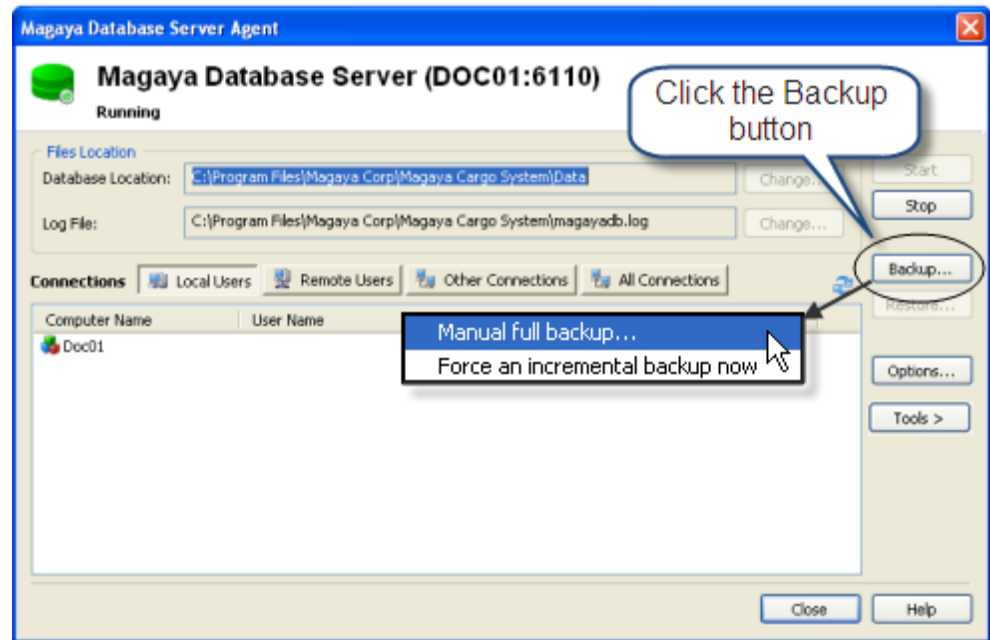 Magaya Database Server Agent
Magaya Database Server (DOC01:6110)
Running
Click the Backup
button
Files Location
Database Location:
C:\Program Files\Magaya Corp\Magaya Cargo System\Data
Change...
Start
Log File:
C:\Program Files\Magaya Corp\Magaya Cargo System\magayadb.log
Change...
Stop
Connections
Local Users
Remote Users
Other Connections
All Connections
Backup...
Restore...
Computer Name
User Name
Doc01
Manual full backup...
Force an incremental backup now
Options...
Tools >
Close
Help